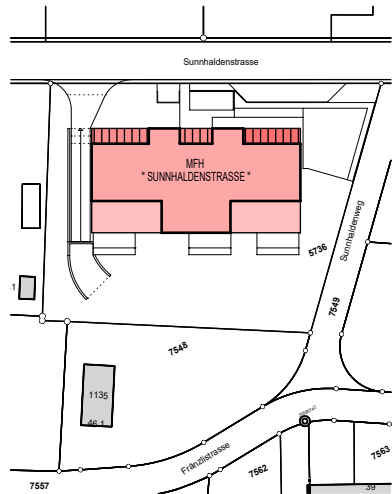 Sunnhaldenstrasse
MFH
" SUNNHALDENSTRASSE "
5736
Sunnhaldenweg
7549
7548
1135
46.1
Fränzlistrasse
7557
7562
7563
39